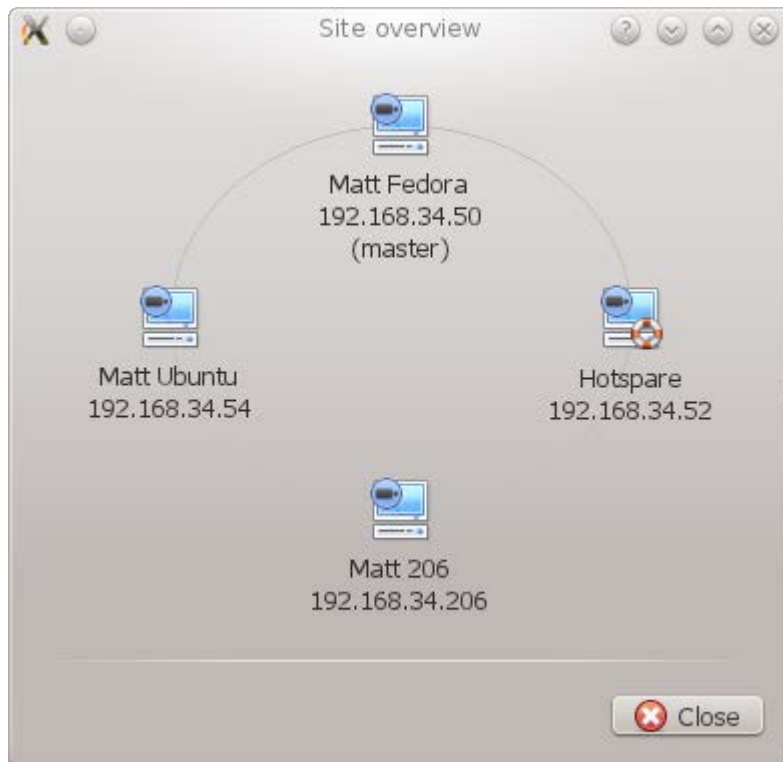 Site overview
Matt Fedora
192.168.34.50
(master)
Matt Ubuntu
192.168.34.54
Hotspare
192.168.34.52
Matt 206
192.168.34.206
Close